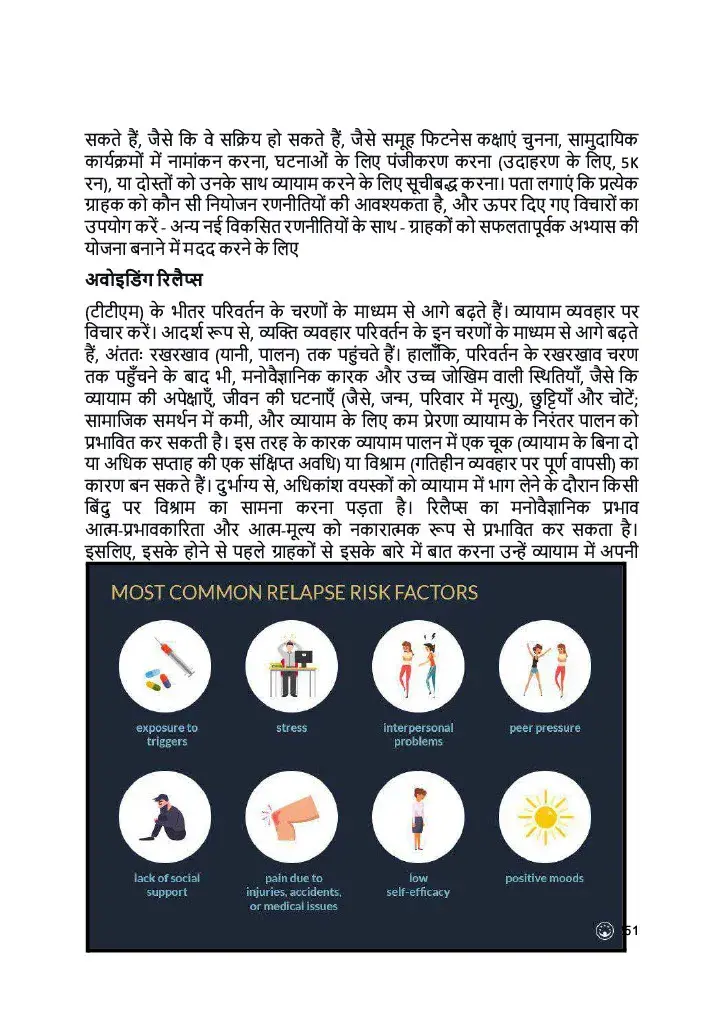 सकते हैं, जैसे कि वे सक्रिय हो सकते हैं, जैसे समूह फिटनेस कक्षाएं चुनना, सामुदायिक
कार्यक्रमों में नामांकन करना, घटनाओं के लिए पंजीकरण करना (उदाहरण के लिए, 5K
रन), या दोस्तों को उनके साथ व्यायाम करने के लिए सूचीबद्ध करना। पता लगाएं कि प्रत्येक
ग्राहक को कौन सी नियोजन रणनीतियों की आवश्यकता है, और ऊपर दिए गए विचारों का
उपयोग करें - अन्य नई विकसित रणनीतियों के साथ - ग्राहकों को सफलतापूर्वक अभ्यास की
योजना बनाने में मदद करने के लिए
अवोइडिंग रिलैप्स
(टीटीएम) के भीतर परिवर्तन के चरणों के माध्यम से आगे बढ़ते हैं। व्यायाम व्यवहार पर
विचार करें। आदर्श रूप से, व्यक्ति व्यवहार परिवर्तन के इन चरणों के माध्यम से आगे बढ़ते
हैं, अंततः रखरखाव (यानी, पालन) तक पहुंचते हैं। हालाँकि, परिवर्तन के रखरखाव चरण
तक पहुँचने के बाद भी, मनोवैज्ञानिक कारक और उच्च जोखिम वाली स्थितियाँ, जैसे कि
व्यायाम की अपेक्षाएँ, जीवन की घटनाएँ (जैसे, जन्म, परिवार में मृत्यु), छुट्टियाँ और चोटें;
सामाजिक समर्थन में कमी, और व्यायाम के लिए कम प्रेरणा व्यायाम के निरंतर पालन को
प्रभावित कर सकती है। इस तरह के कारक व्यायाम पालन में एक चूक (व्यायाम के बिना दो
या अधिक सप्ताह की एक संक्षिप्त अवधि) या विश्राम (गतिहीन व्यवहार पर पूर्ण वापसी) का
कारण बन सकते हैं। दुर्भाग्य से, अधिकांश वयस्कों को व्यायाम में भाग लेने के दौरान किसी
बिंदु पर विश्राम का सामना करना पड़ता है। रिलैप्स का मनोवैज्ञानिक प्रभाव
आत्म-प्रभावकारिता और आत्म-मूल्य को नकारात्मक रूप से प्रभावित कर सकता है।
इसलिए, इसके होने से पहले ग्राहकों से इसके बारे में बात करना उन्हें व्यायाम में अपनी
MOST COMMON RELAPSE RISK FACTORS
exposure to
triggers
stress
interpersonal
problems
peer pressure
lack of social
support
pain due to
injuries, accidents,
or medical issues
low
self-efficacy
positive moods
51